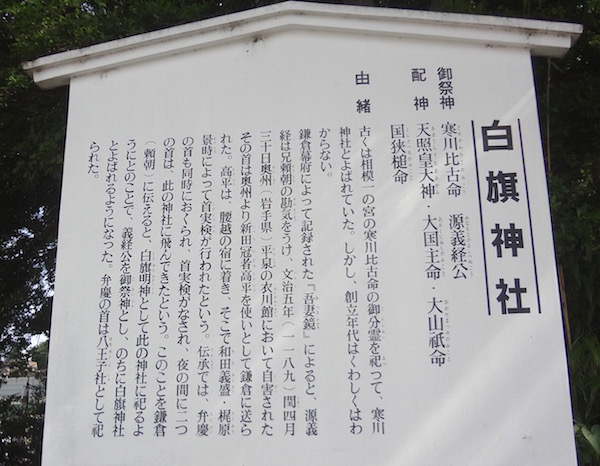 白旗神社
御祭神 寒川比古命 源義経公
配神 天照皇大神・大国主命・大山祇命
国狭槌命
由緒 古くは相模一の宮の寒川比古命の御分霊を祀って、寒川
神社とよばれていた。しかし、創立年代はくわしくはわ
からない。
鎌倉幕府によって記録された『吾妻鏡』によると、源義
経は兄頼朝の勘気をうけ、文治五年(一一八九)閏四月
三十日奥州(岩手県)平泉の衣川館において自害された
その首は奥州より新田冠者高平を使いとして鎌倉に送ら
れた。高平は、腰越の宿に着き、そこで和田義盛・梶原
景時によって首実検が行われたという。伝承では、弁慶
の首も同時におくられ、首実検がなされ、夜の間に二つ
の首は、此の神社に飛んできたという。このことを鎌倉
(頼朝)に伝えると、白旗明神として此の神社に祀るよ
うにとのことで、義経公を御祭神とし、のちに白旗神社
とよばれるようになった。弁慶の首は八王子社として祀
られた。